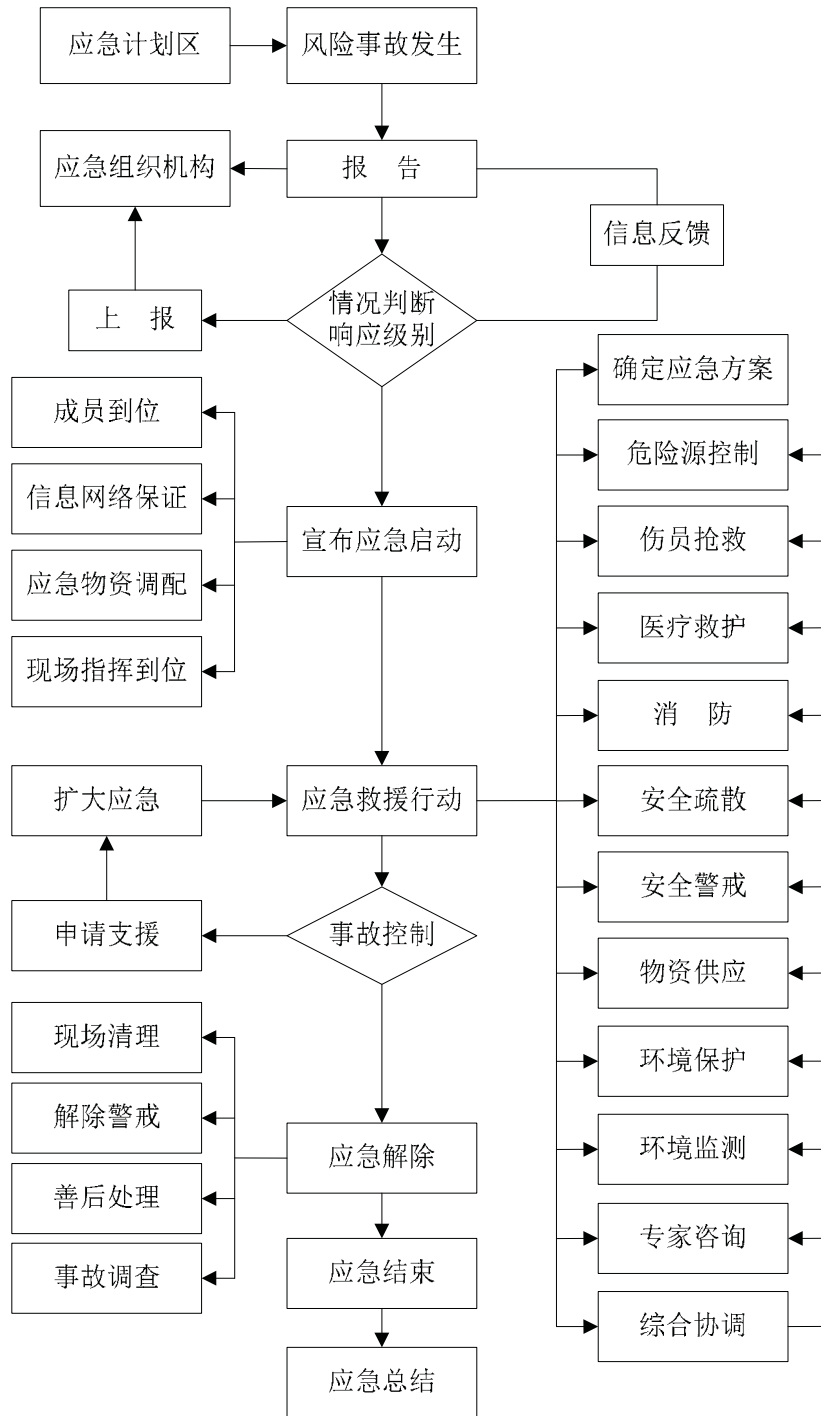 应急计划区
风险事故发生
应急组织机构
报 告
信息反馈
上 报
情况判断
响应级别
确定应急方案
成员到位
危险源控制
信息网络保证
宣布应急启动
伤员抢救
应急物资调配
医疗救护
现场指挥到位
消 防
扩大应急
应急救援行动
安全疏散
安全警戒
申请支援
事故控制
物资供应
现场清理
环境保护
解除警戒
应急解除
环境监测
善后处理
专家咨询
事故调查
应急结束
综合协调
应急总结